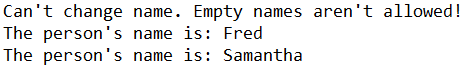 Can't change name. Empty names aren't allowed!
The person's name is: Fred
The person's name is: Samantha